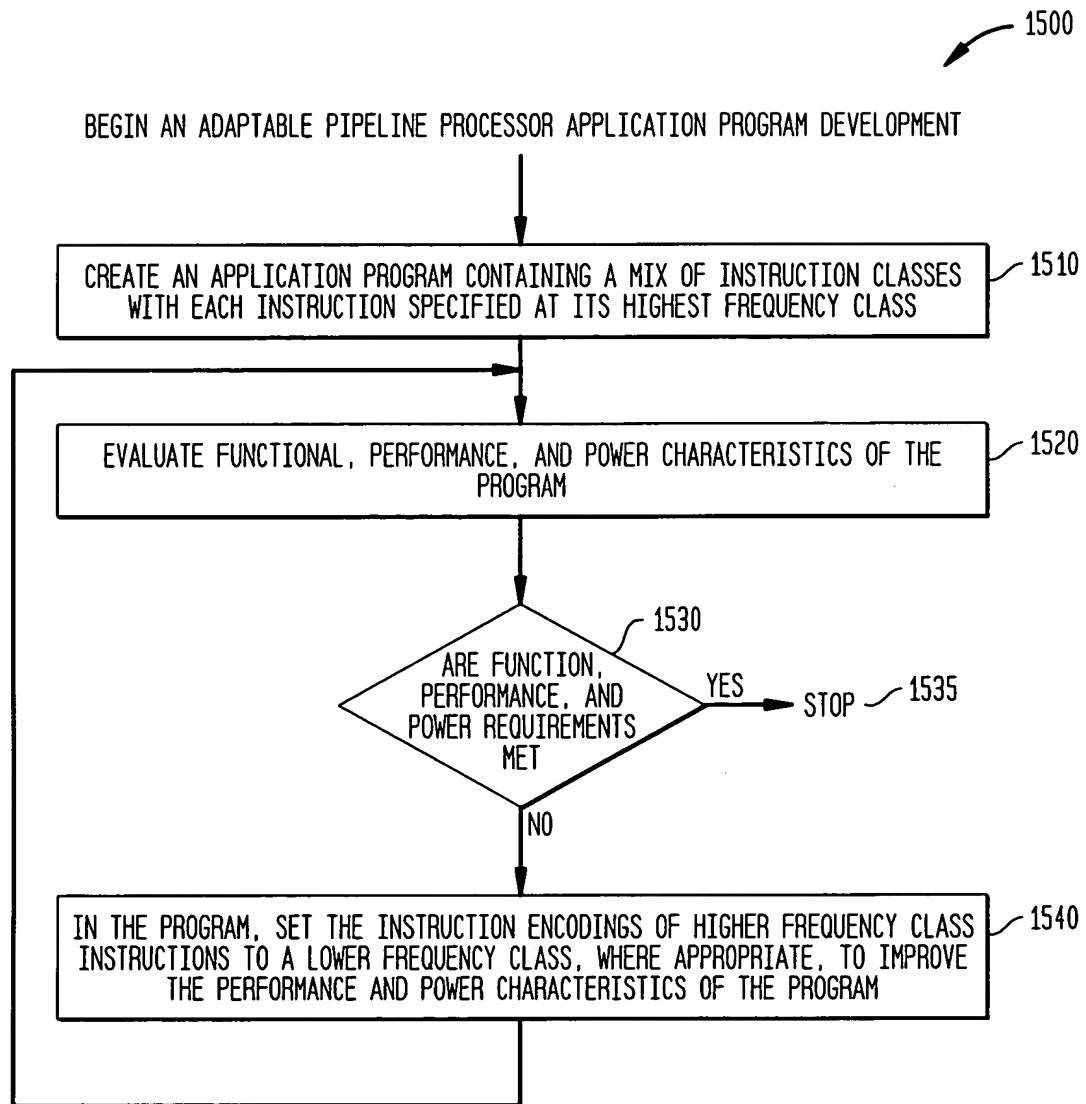 1500
BEGIN AN ADAPTABLE PIPELINE PROCESSOR APPLICATION PROGRAM DEVELOPMENT
CREATE AN APPLICATION PROGRAM CONTAINING A MIX OF INSTRUCTION CLASSES
WITH EACH INSTRUCTION SPECIFIED AT ITS HIGHEST FREQUENCY CLASS
1510
EVALUATE FUNCTIONAL, PERFORMANCE, AND POWER CHARACTERISTICS OF THE
PROGRAM
1520
1530
ARE FUNCTION,
PERFORMANCE, AND
POWER REQUIREMENTS
MET
YES
STOP
1535
NO
IN THE PROGRAM, SET THE INSTRUCTION ENCODINGS OF HIGHER FREQUENCY CLASS
INSTRUCTIONS TO A LOWER FREQUENCY CLASS, WHERE APPROPRIATE, TO IMPROVE
THE PERFORMANCE AND POWER CHARACTERISTICS OF THE PROGRAM
1540